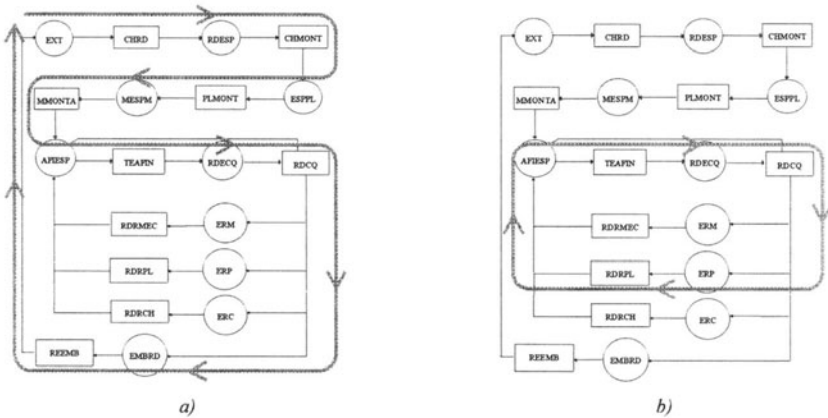 EXT CHRD RDESP CHMONT
MMONTA MESPM PLMONT ESPPL
AFIESP TEAFIN RDECQ RDCQ
RDRMEC ERM
RDRPL ERP
RDRCH ERC
REEMB EMBRD
a)
EXT CHRD RDESP CHMONT
MMONTA MESPM PLMONT ESPPL
AFIESP TEAFIN RDECQ RDCQ
RDRMEC ERM
RDRPL ERP
RDRCH ERC
REEMB EMBRD
b)